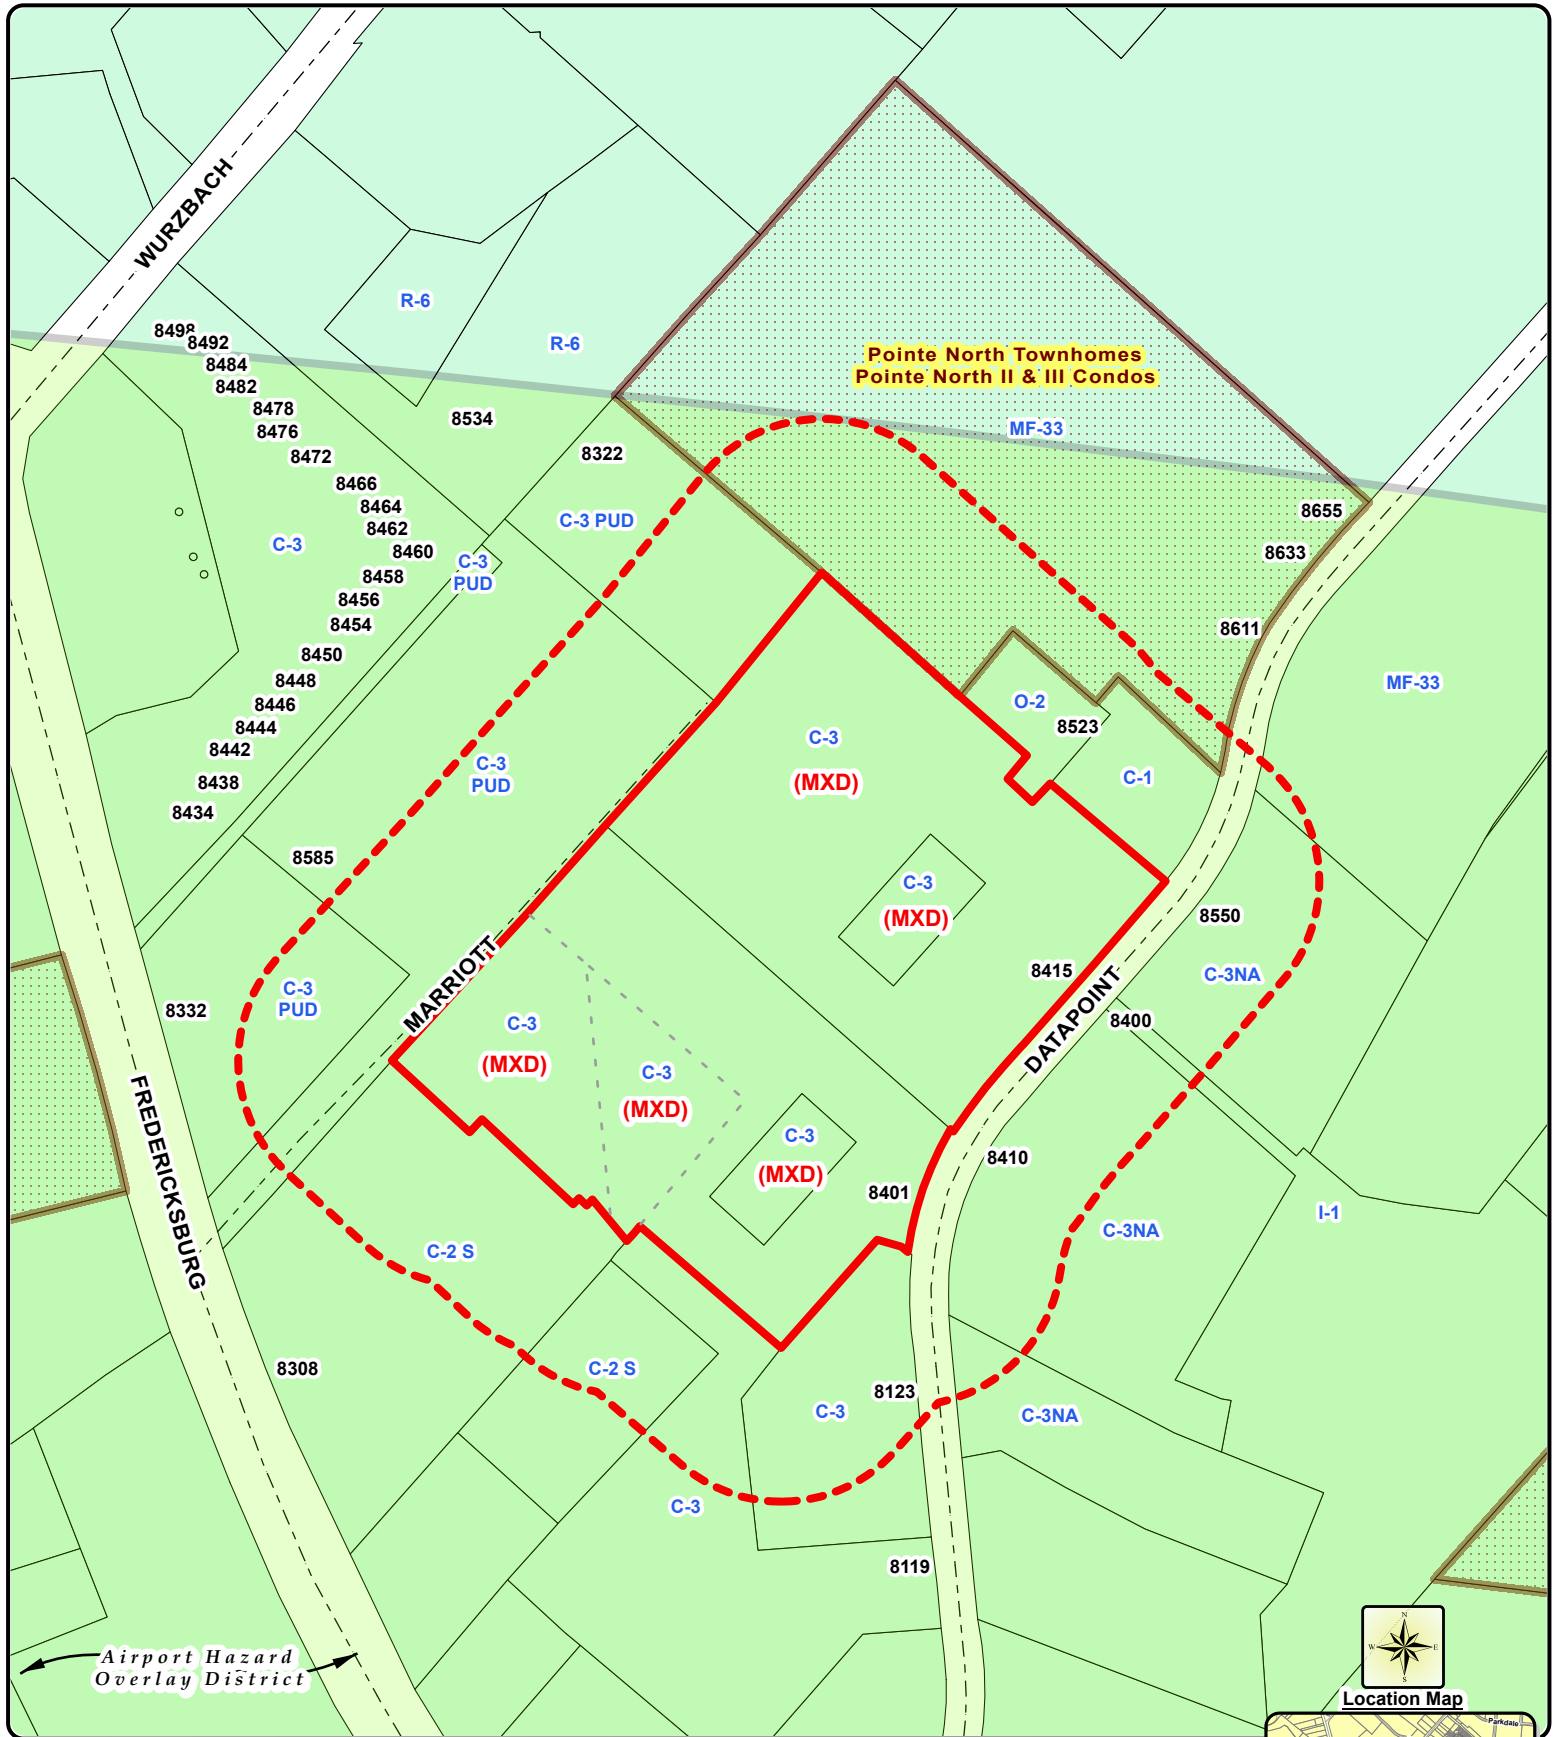 WURZBACH
R-6
R-6
8498
8492
8484
8482
8478
8476
8472
8466
8464
8462
8460
8458
8456
8454
8450
8448
8446
8444
8442
8438
8434
8534
8322
C-3 PUD
C-3
C-3
PUD
Pointe North Townhomes
Pointe North II & III Condos
MF-33
8655
8633
8611
MF-33
O-2
8523
C-1
C-3
(MXD)
C-3
PUD
8585
C-3
(MXD)
8550
8415
C-3NA
C-3
PUD
8332
MARRIOTT
DATAPOINT
8400
C-3
(MXD)
C-3
(MXD)
C-3
(MXD)
8401
8410
C-3NA
I-1
FREDERICKSBURG
C-2 S
8308
C-2 S
8123
C-3
C-3NA
C-3
8119
Airport Hazard
Overlay District
N
W
E
S
Location Map
Parkdale